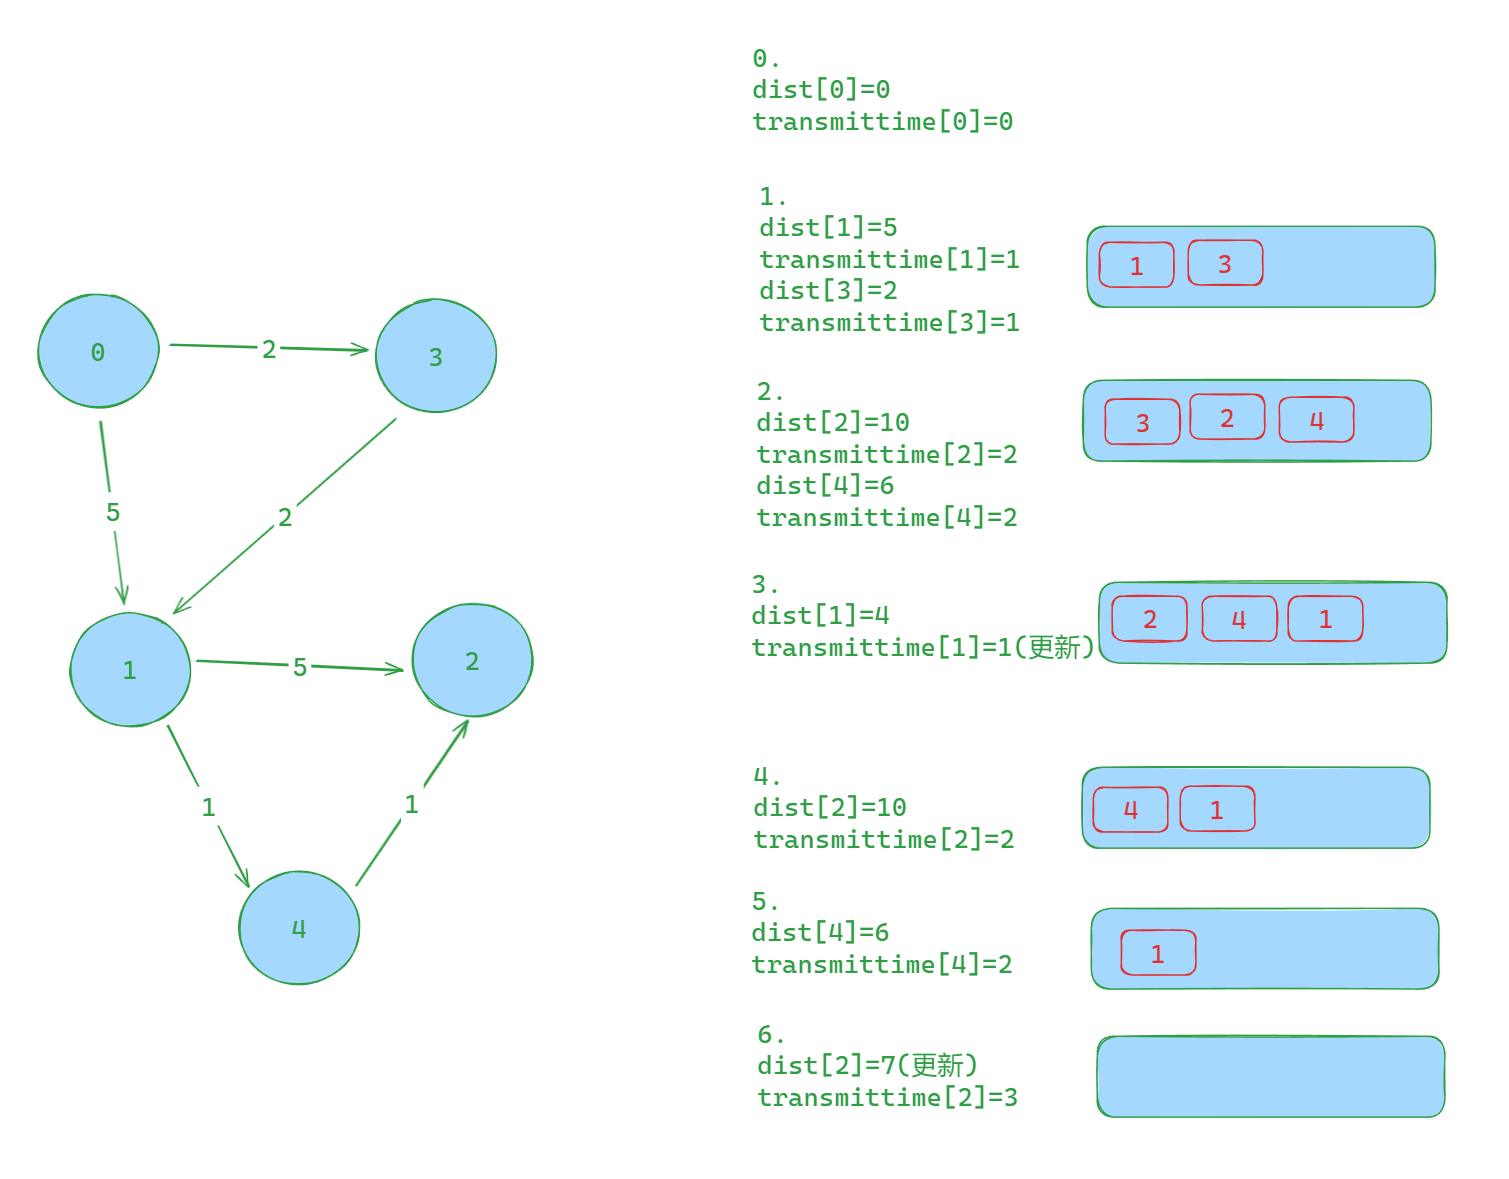 0
2
3
5
2
1
5
2
1
1
4
0.
dist[0]=0
transmittime[0]=0
1.
dist[1]=5
transmittime[1]=1
dist[3]=2
transmittime[3]=1
1 3
2.
dist[2]=10
transmittime[2]=2
dist[4]=6
transmittime[4]=2
3 2 4
3.
dist[1]=4
transmittime[1]=1(更新)
2 4 1
4.
dist[2]=10
transmittime[2]=2
4 1
5.
dist[4]=6
transmittime[4]=2
1
6.
dist[2]=7(更新)
transmittime[2]=3